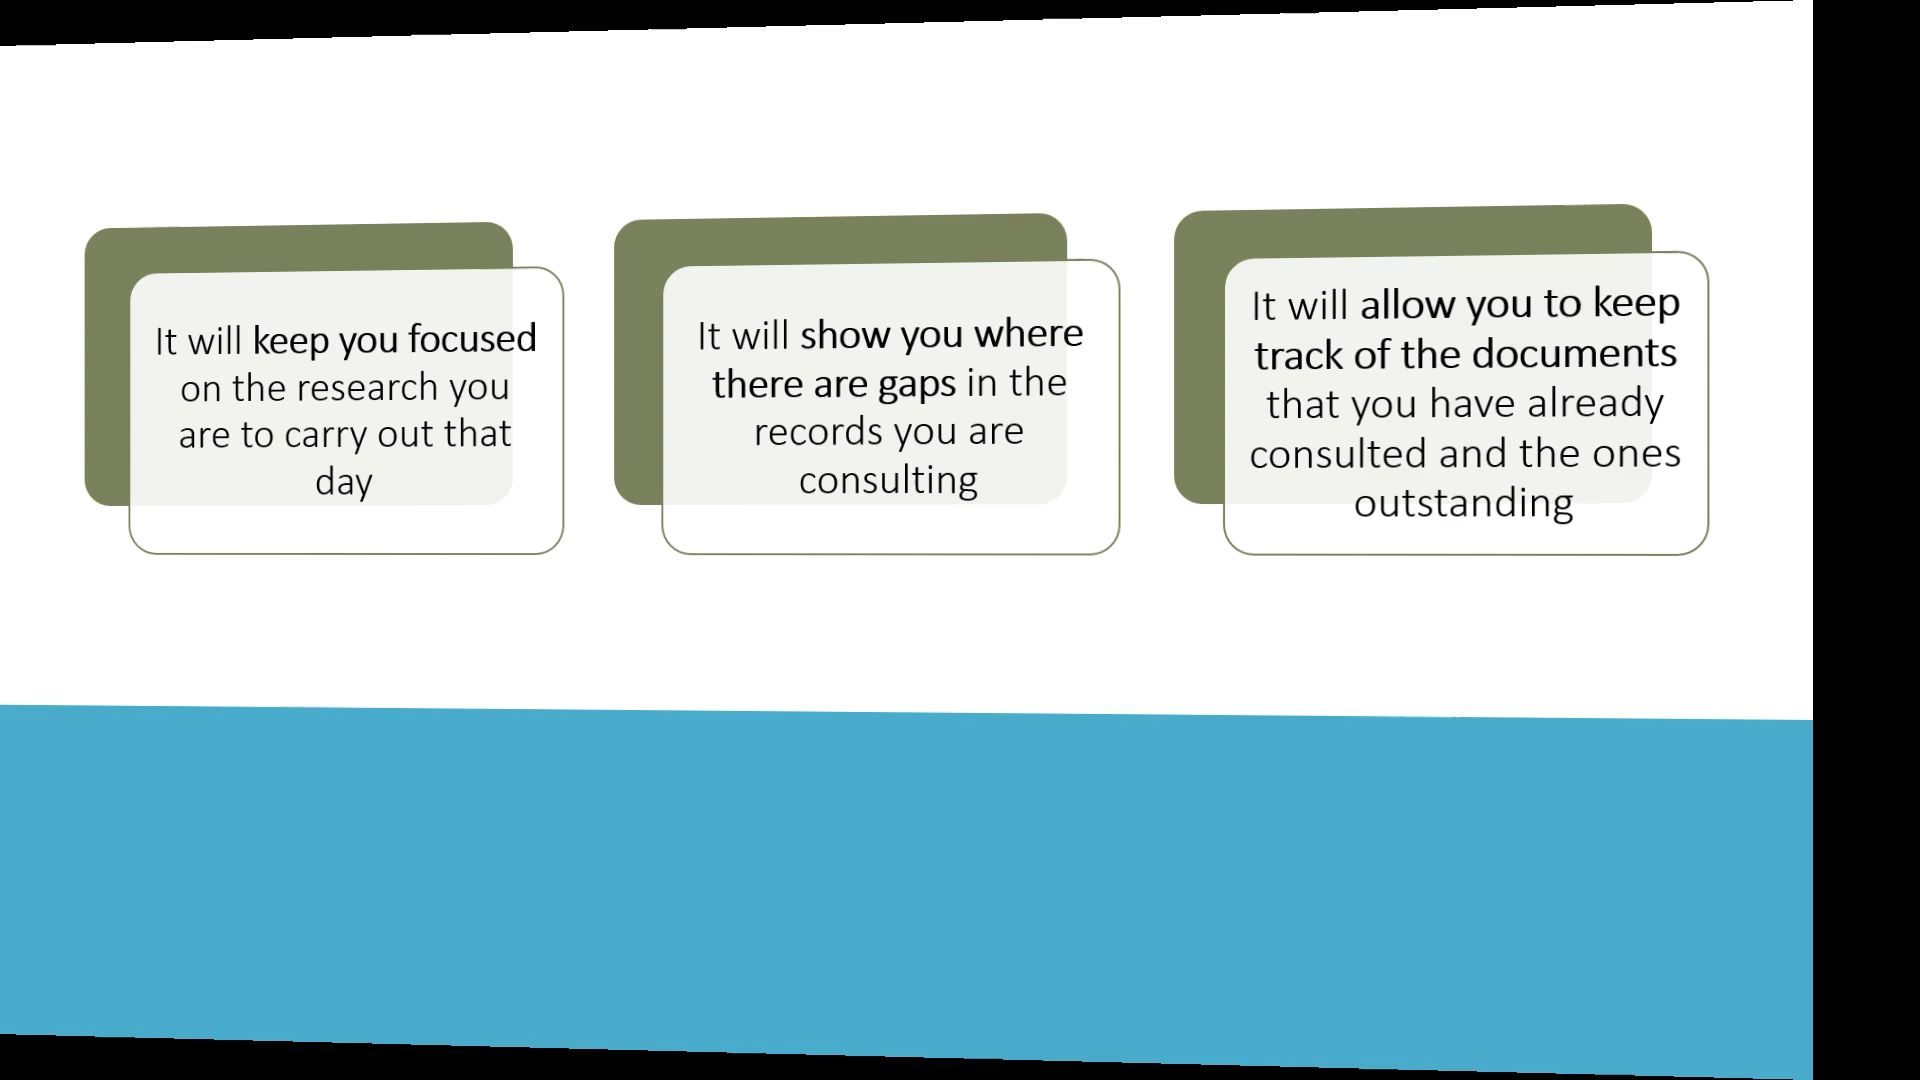 It will keep you focused
on the research you
are to carry out that
day
It will show you where
there are gaps in the
records you are
consulting
It will allow you to keep
track of the documents
that you have already
consulted and the ones
outstanding